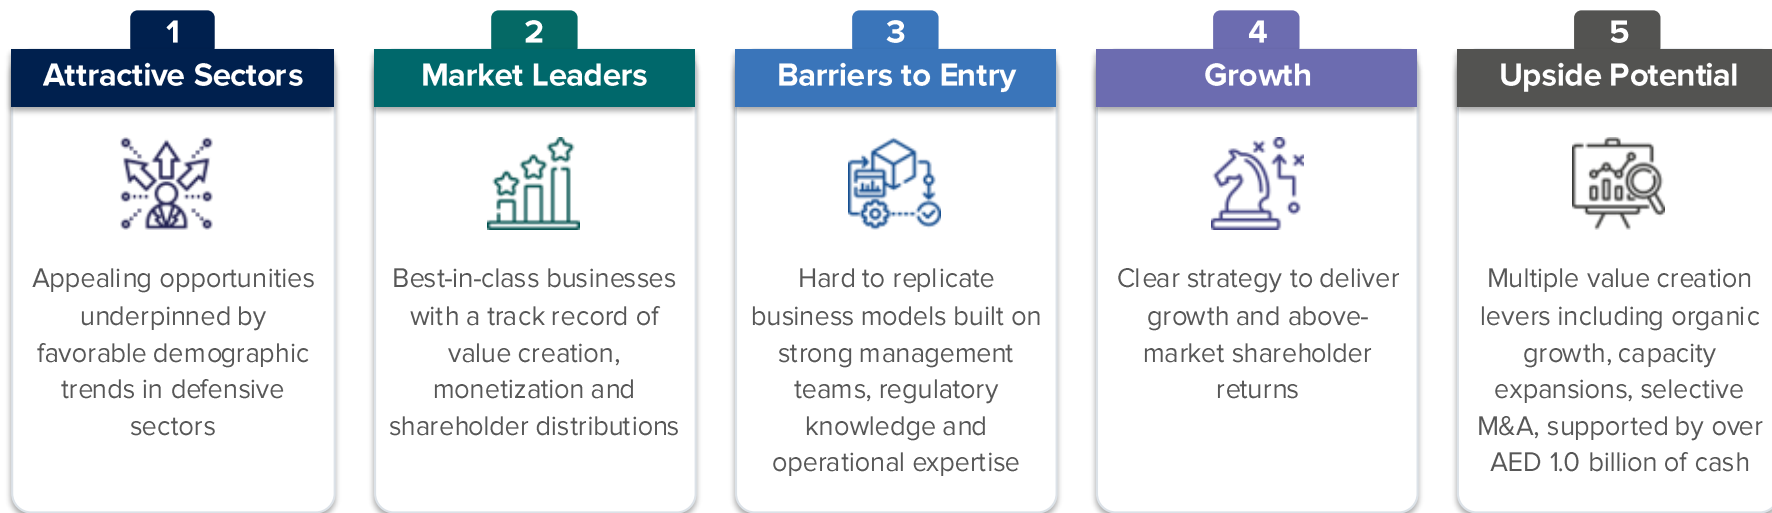 1
Attractive Sectors
Appealing opportunities
underpinned by
favorable demographic
trends in defensive
sectors
2
Market Leaders
Best-in-class businesses
with a track record of
value creation,
monetization and
shareholder distributions
3
Barriers to Entry
Hard to replicate
business models built on
strong management
teams, regulatory
knowledge and
operational expertise
4
Growth
Clear strategy to deliver
growth and above-
market shareholder
returns
5
Upside Potential
Multiple value creation
levers including organic
growth, capacity
expansions, selective
M&A, supported by over
AED 1.0 billion of cash